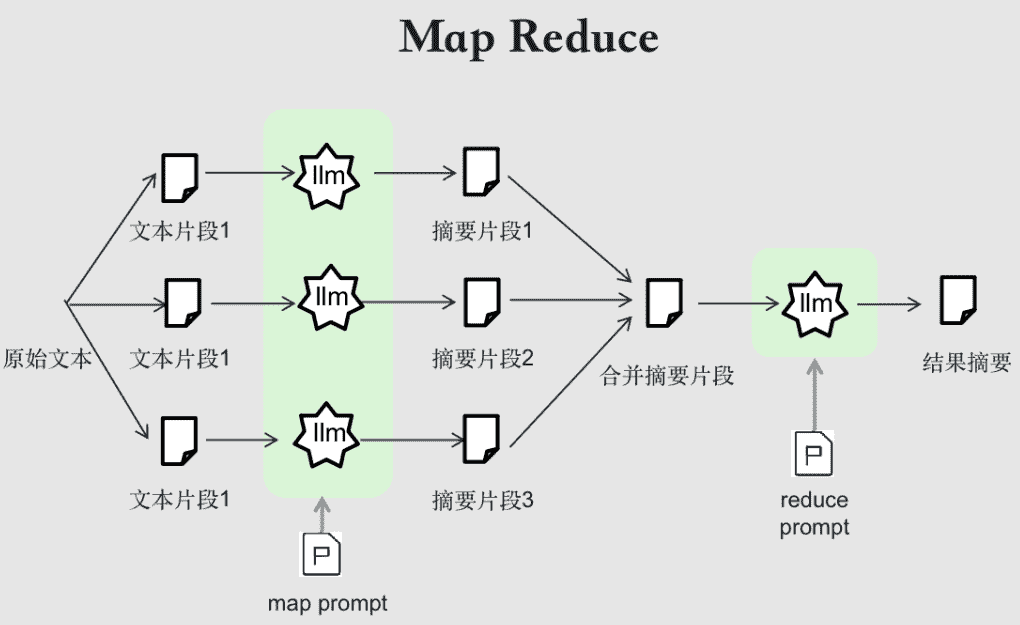 Map Reduce
llm
文本片段1
摘要片段1
llm
llm
原始文本
文本片段1
摘要片段2
合并摘要片段
结果摘要
llm
文本片段1
摘要片段3
P
reduce
prompt
P
map prompt